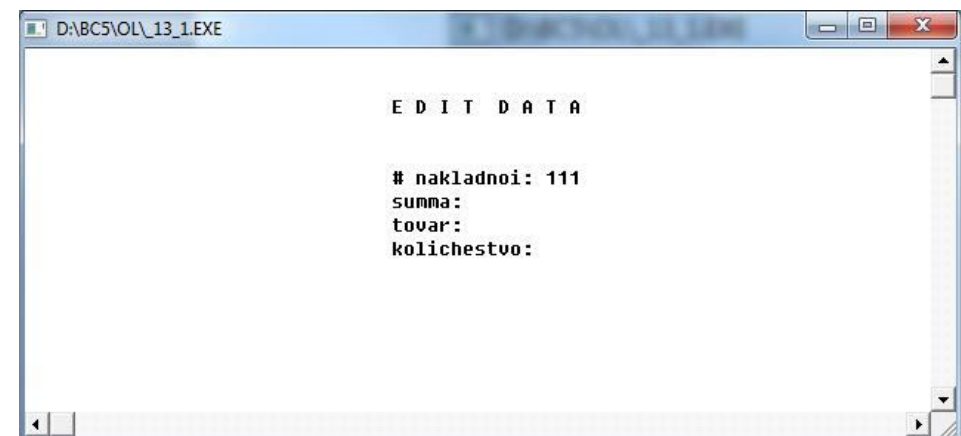 D:\BC5\OL\_13_1.EXE
E D I T   D A T A
# nakladnoi: 111
summa:
tovar:
kolichestvo: